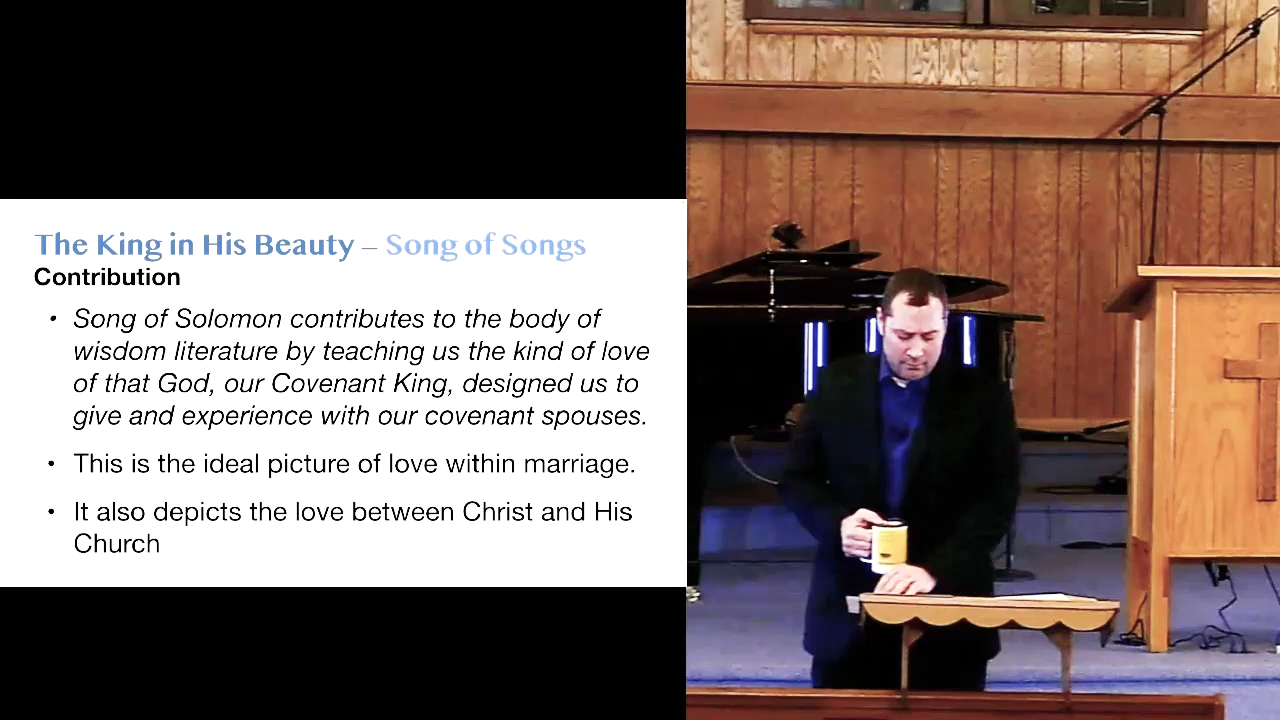 The King in His Beauty – Song of Songs
Contribution
• Song of Solomon contributes to the body of
wisdom literature by teaching us the kind of love
of that God, our Covenant King, designed us to
give and experience with our covenant spouses.
• This is the ideal picture of love within marriage.
• It also depicts the love between Christ and His
Church